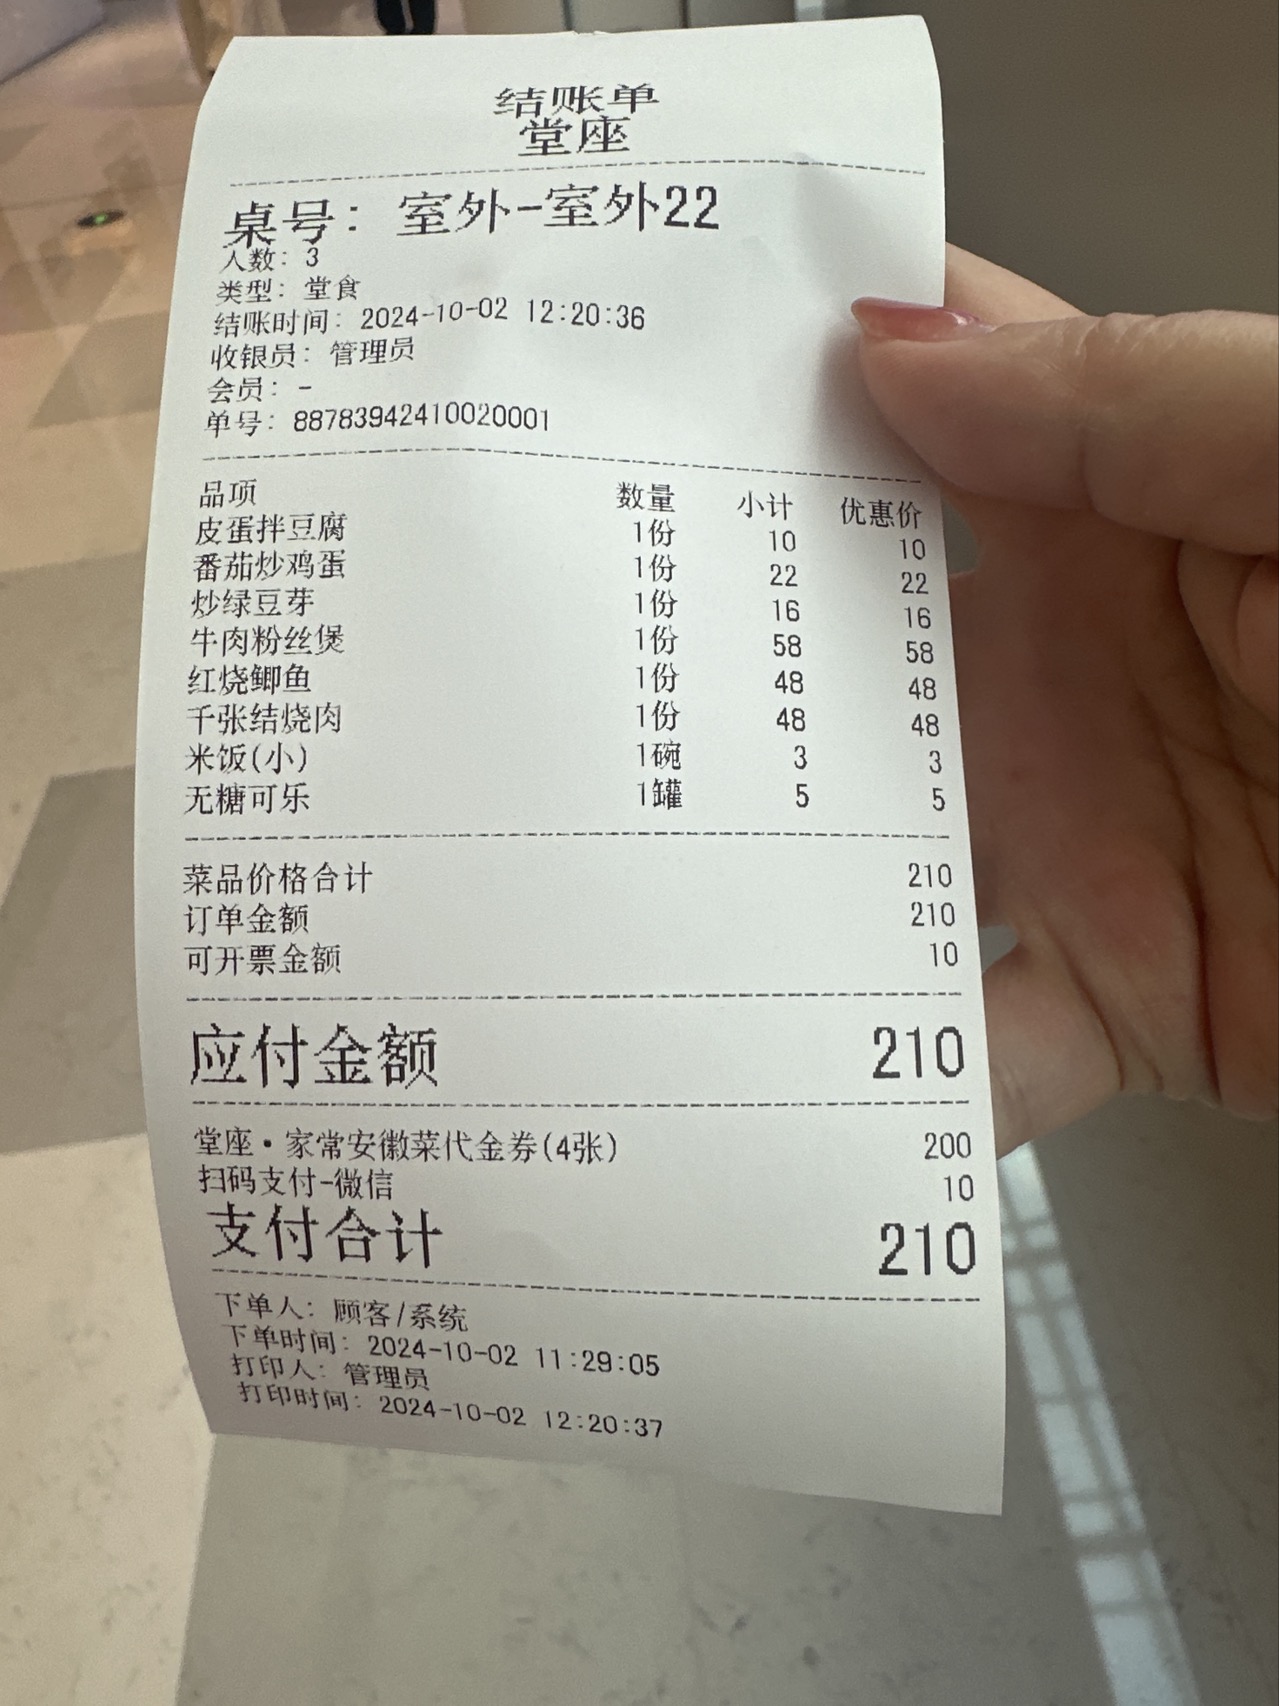 结账单
堂座
桌号: 室外-室外22
人数: 3
类型: 堂食
结账时间: 2024-10-02 12:20:36
收银员: 管理员
会员: -
单号: 88783942410020001
品项 数量 小计 优惠价
皮蛋拌豆腐 1份 10 10
番茄炒鸡蛋 1份 22 22
炒绿豆芽 1份 16 16
牛肉粉丝煲 1份 58 58
红烧鲫鱼 1份 48 48
千张结烧肉 1份 48 48
米饭(小) 1碗 3 3
无糖可乐 1罐 5 5
菜品价格合计 210
订单金额 210
可开票金额 10
应付金额 210
堂座·家常安徽菜代金券(4张) 200
扫码支付-微信 10
支付合计 210
下单人: 顾客/系统
下单时间: 2024-10-02 11:29:05
打印人: 管理员
打印时间: 2024-10-02 12:20:37